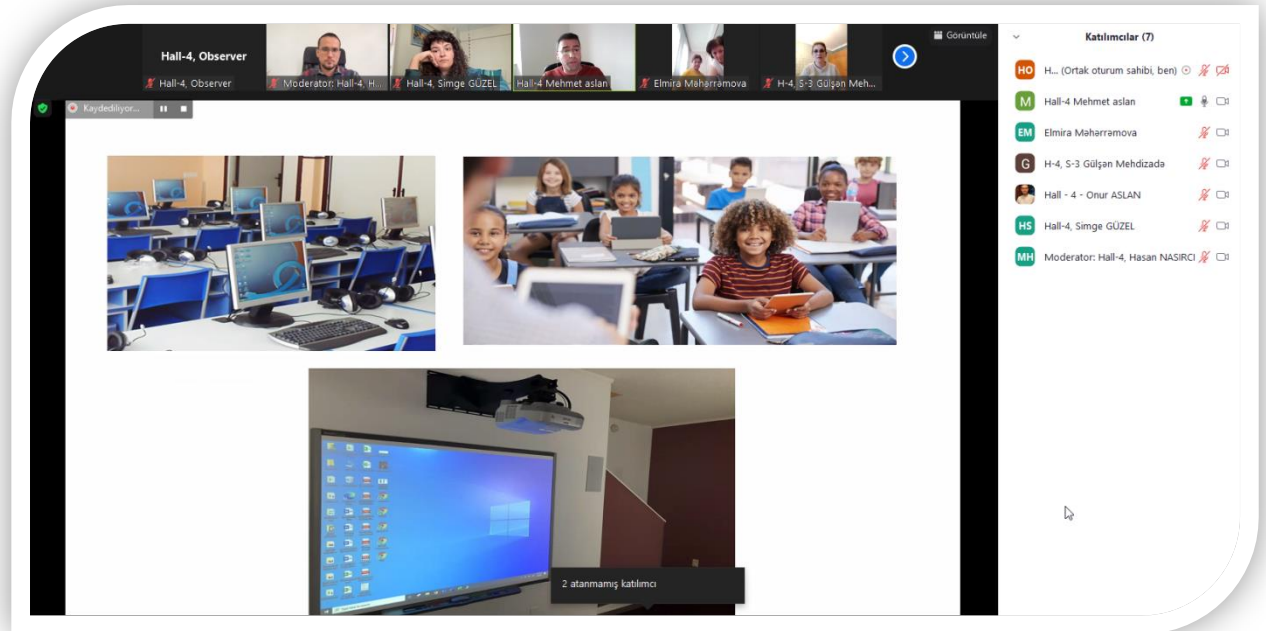 Hall-4, Observer
Hall-4, Observer
Moderator: Hall-4, H...
Hall-4, Simge GÜZEL
Hall-4 Mehmet aslan
Elmira Məhərrəmova
H-4, S-3 Gülşən Meh...
Görüntüle
Kaydediliyor...
2 atanmamış katılımcı
Katılımcılar (7)
HO H... (Ortak oturum sahibi, ben)
M Hall-4 Mehmet aslan
EM Elmira Məhərrəmova
G H-4, S-3 Gülşən Mehdizadə
Hall - 4 - Onur ASLAN
HS Hall-4, Simge GÜZEL
MH Moderator: Hall-4, Hasan NASIRCI